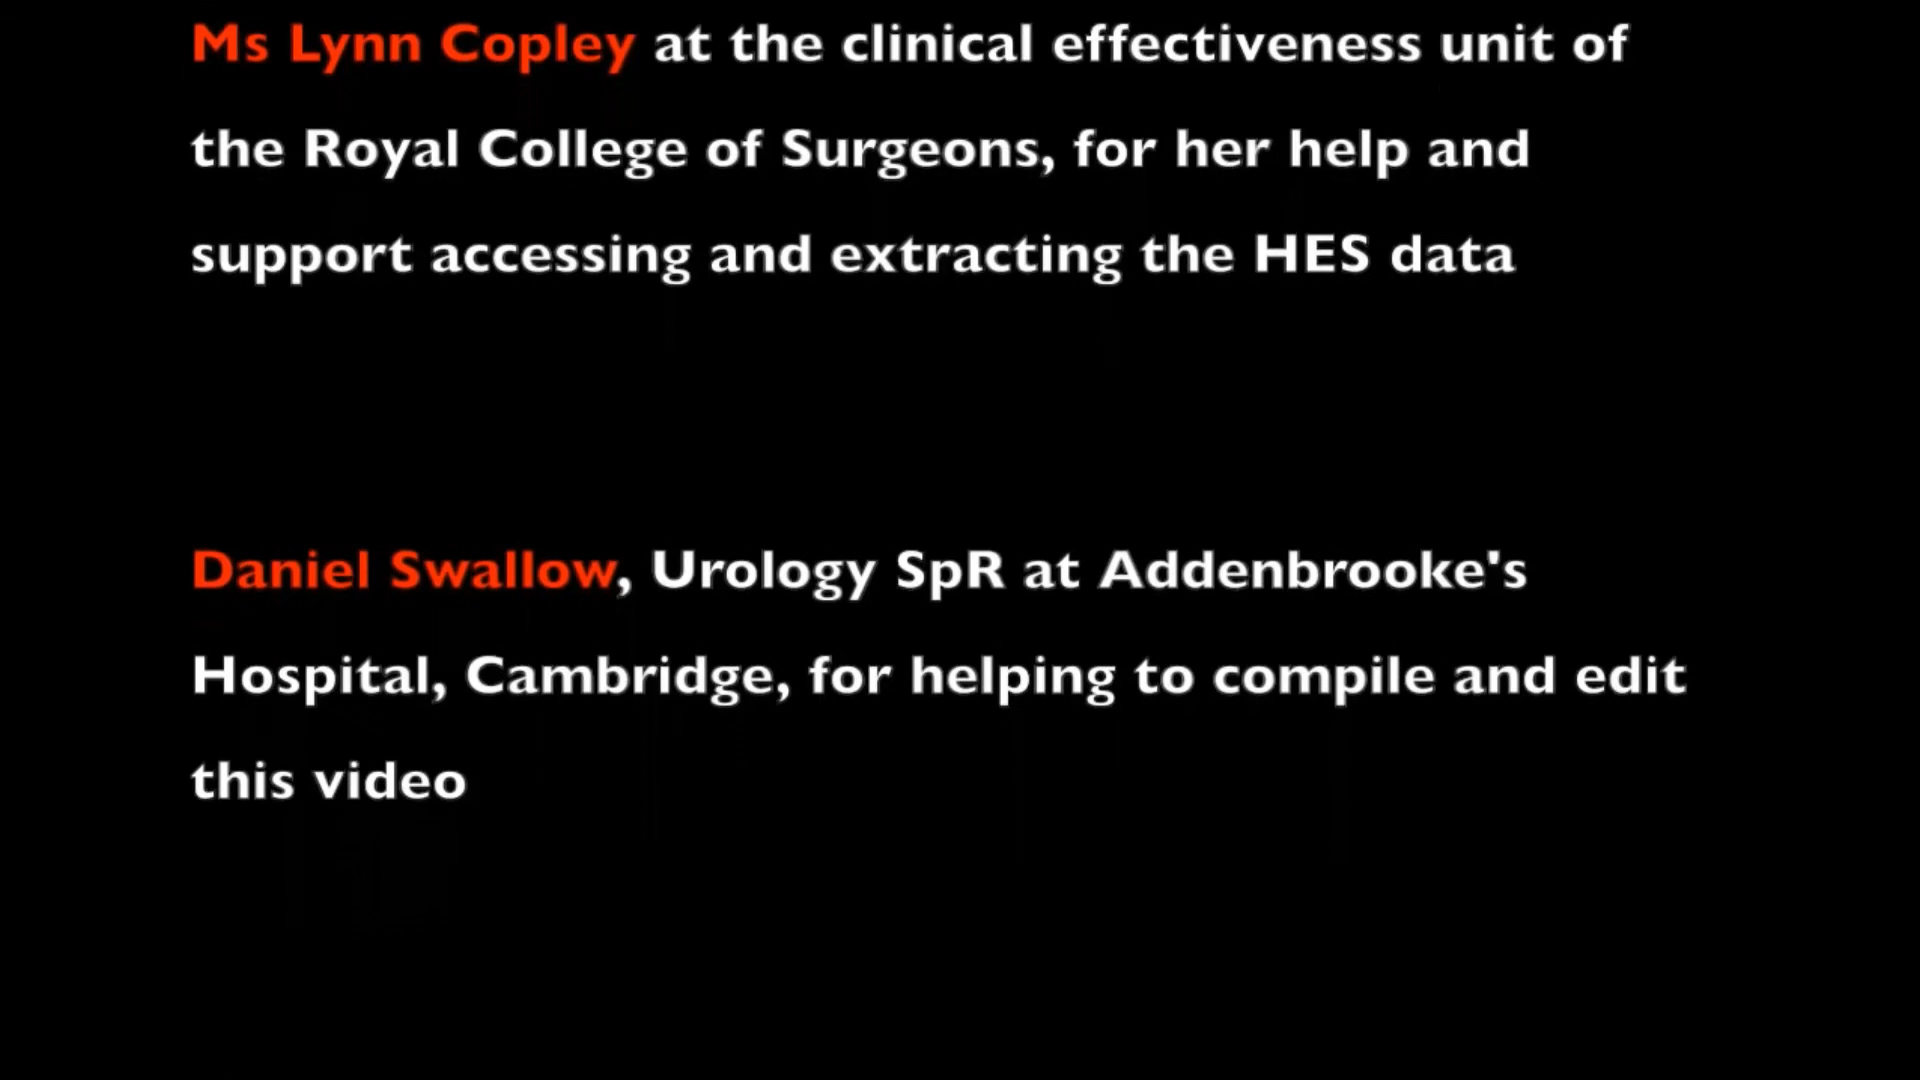 Ms Lynn Copley at the clinical effectiveness unit of
the Royal College of Surgeons, for her help and
support accessing and extracting the HES data
Daniel Swallow, Urology SpR at Addenbrooke's
Hospital, Cambridge, for helping to compile and edit
this video